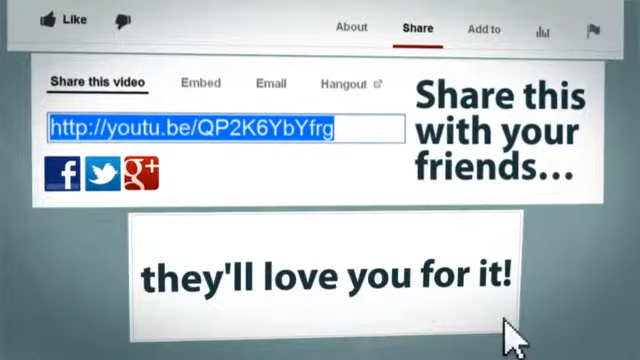 Like
About Share Add to
Share this video Embed Email Hangout
http://youtu.be/QP2K6YbYfrg
Share this
with your
friends...
f g+
they'll love you for it!